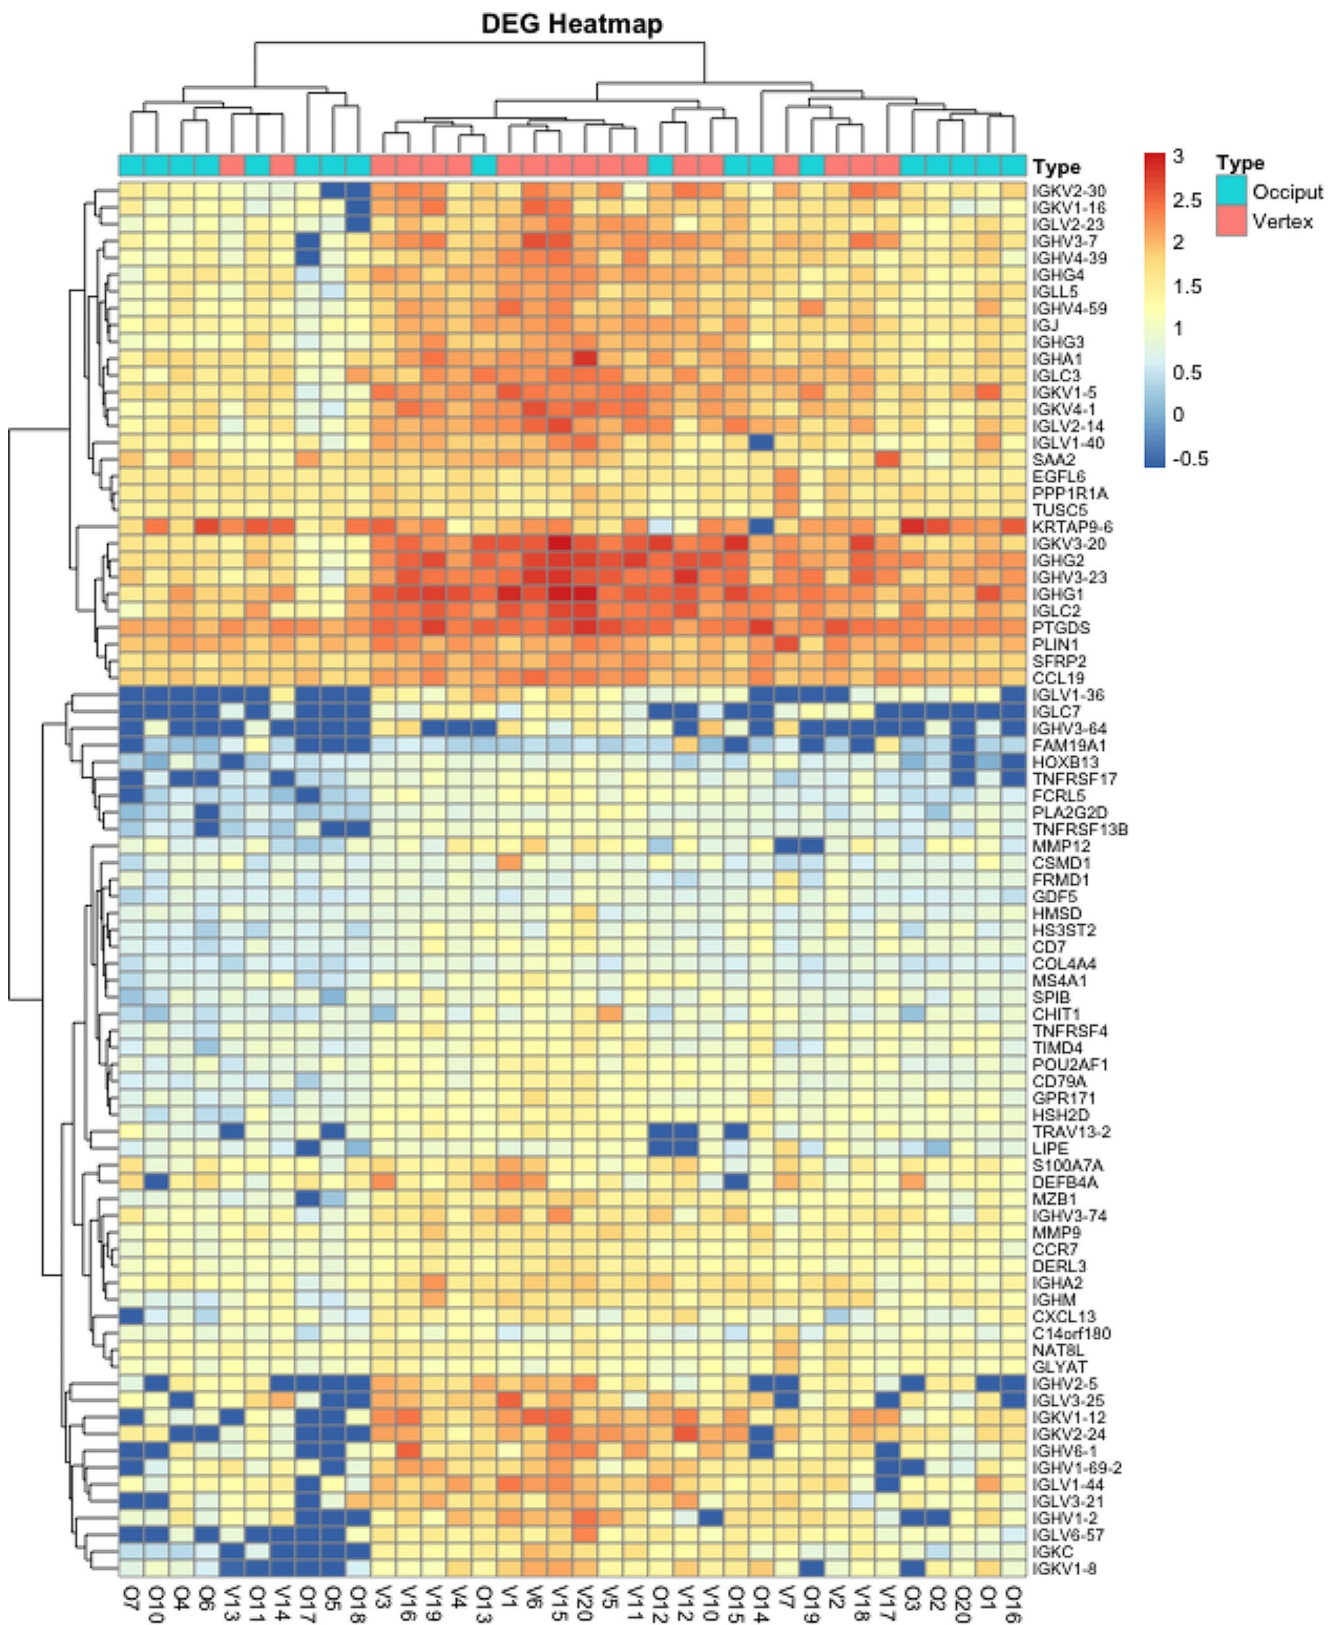 DEG Heatmap
Type
IGKV2-30
IGKV1-16
IGLV2-23
IGHV3-7
IGHV4-39
IGHG4
IGLL5
IGHV4-59
IGJ
IGHG3
IGHA1
IGLC3
IGKV1-5
IGKV4-1
IGLV2-14
IGLV1-40
SAA2
EGFL6
PPP1R1A
TUSC5
KRTAP9-6
IGKV3-20
IGHG2
IGHV3-23
IGHG1
IGLC2
PTGDS
PLIN1
SFRP2
CCL19
IGLV1-36
IGLC7
IGHV3-64
FAM19A1
HOXB13
TNFRSF17
FCRL5
PLA2G2D
TNFRSF13B
MMP12
CSMD1
FRMD1
GDF5
HMSD
HS3ST2
CD7
COL4A4
MS4A1
SPIB
CHIT1
TNFRSF4
TIMD4
POU2AF1
CD79A
GPR171
HSH2D
TRAV13-2
LIPE
S100A7A
DEFB4A
MZB1
IGHV3-74
MMP9
CCR7
DERL3
IGHA2
IGHM
CXCL13
C14orf180
NAT8L
GLYAT
IGHV2-5
IGLV3-25
IGKV1-12
IGKV2-24
IGHV6-1
IGHV1-69-2
IGLV1-44
IGLV3-21
IGHV1-2
IGLV6-57
IGKC
IGKV1-8
3
2.5
2
1.5
1
0.5
0
-0.5
Type
Occiput
Vertex
O7
O10
O4
O6
V13
O11
V14
O17
O5
O18
V3
V16
V19
V4
O13
V1
V6
V15
V20
V5
V11
O12
V12
V10
O15
O14
V7
O19
V2
V18
V17
O3
O2
O20
O1
O16